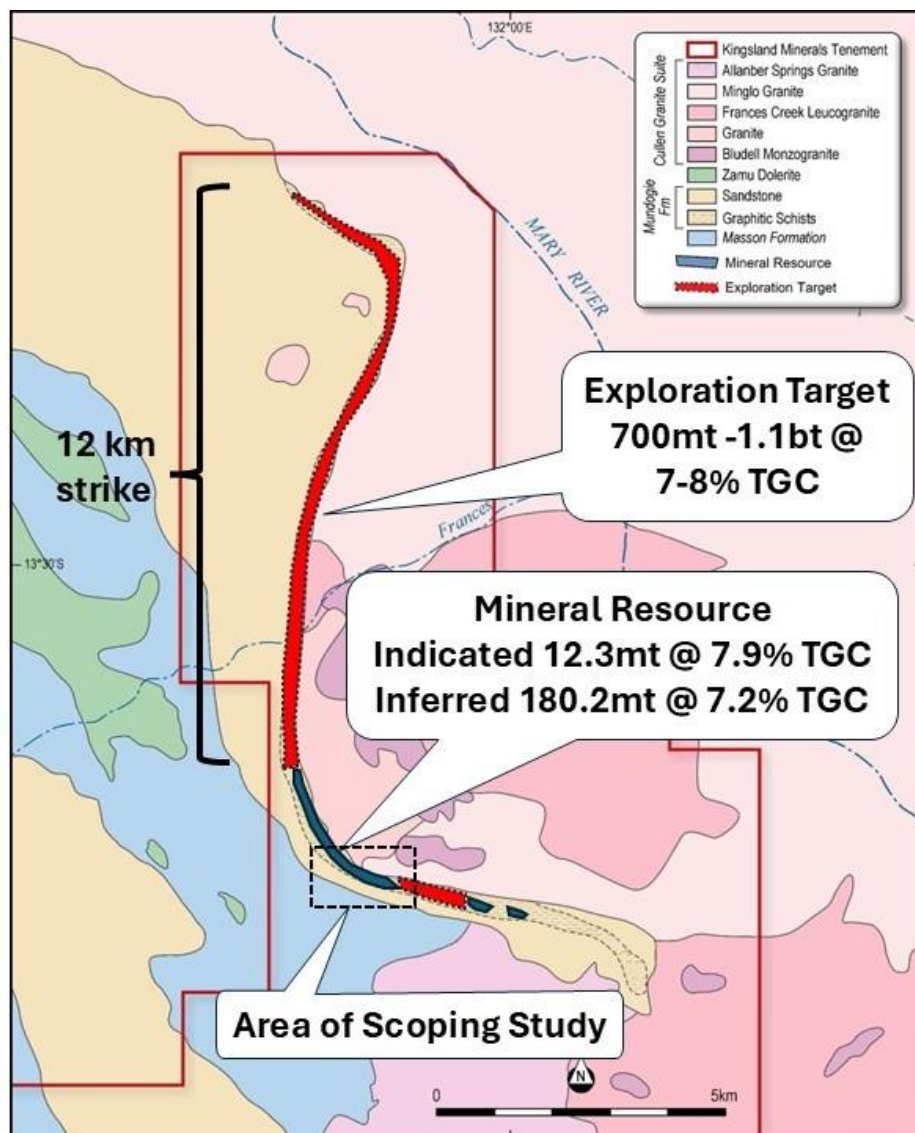 132°00'E
Kingsland Minerals Tenement
Cullen Granite Suite
Allanber Springs Granite
Minglo Granite
Frances Creek Leucogranite
Granite
Bludell Monzogranite
Zamu Dolerite
Mundogie
Fm
Sandstone
Graphitic Schists
Masson Formation
Mineral Resource
Exploration Target
MARY RIVER
Exploration Target
700mt -1.1bt @
7-8% TGC
12 km
strike
Frances
13°30'S
Mineral Resource
Indicated 12.3mt @ 7.9% TGC
Inferred 180.2mt @ 7.2% TGC
Area of Scoping Study
N
0
5km